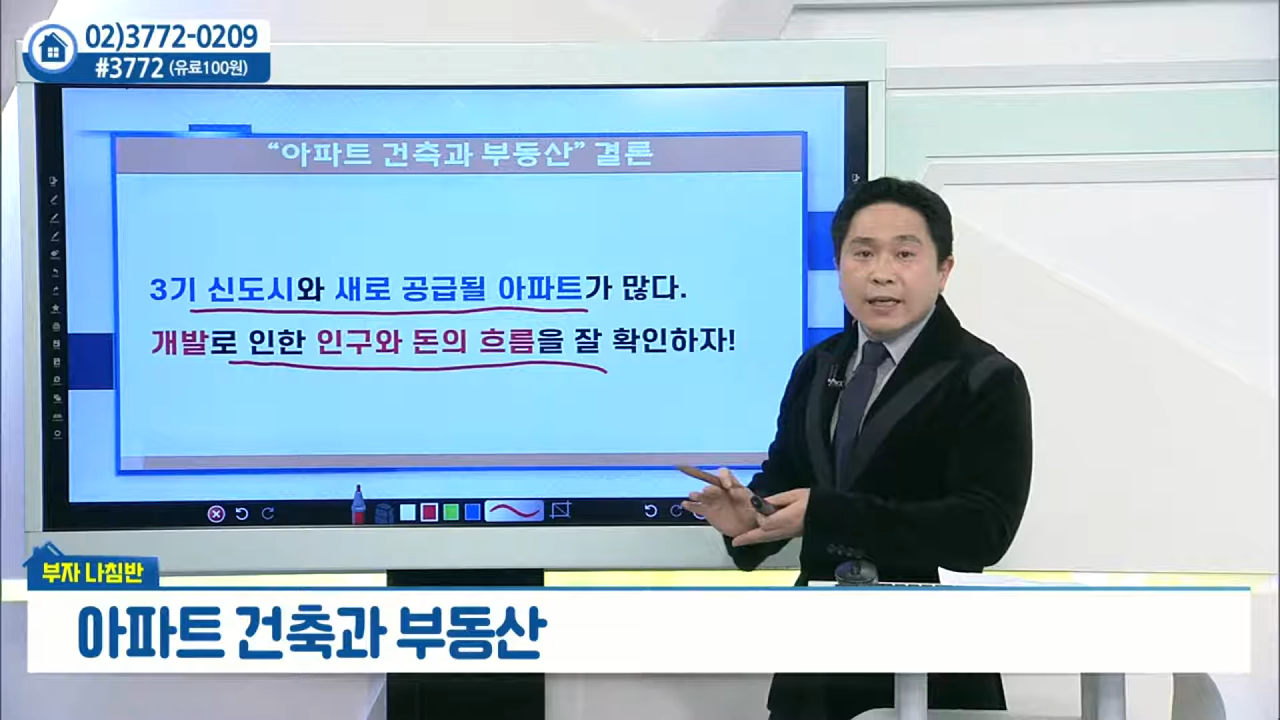 02)3772-0209
#3772 (유료100원)
“아파트 건축과 부동산” 결론
3기 신도시와 새로 공급될 아파트가 많다.
개발로 인한 인구와 돈의 흐름을 잘 확인하자!
부자 나침반
아파트 건축과 부동산